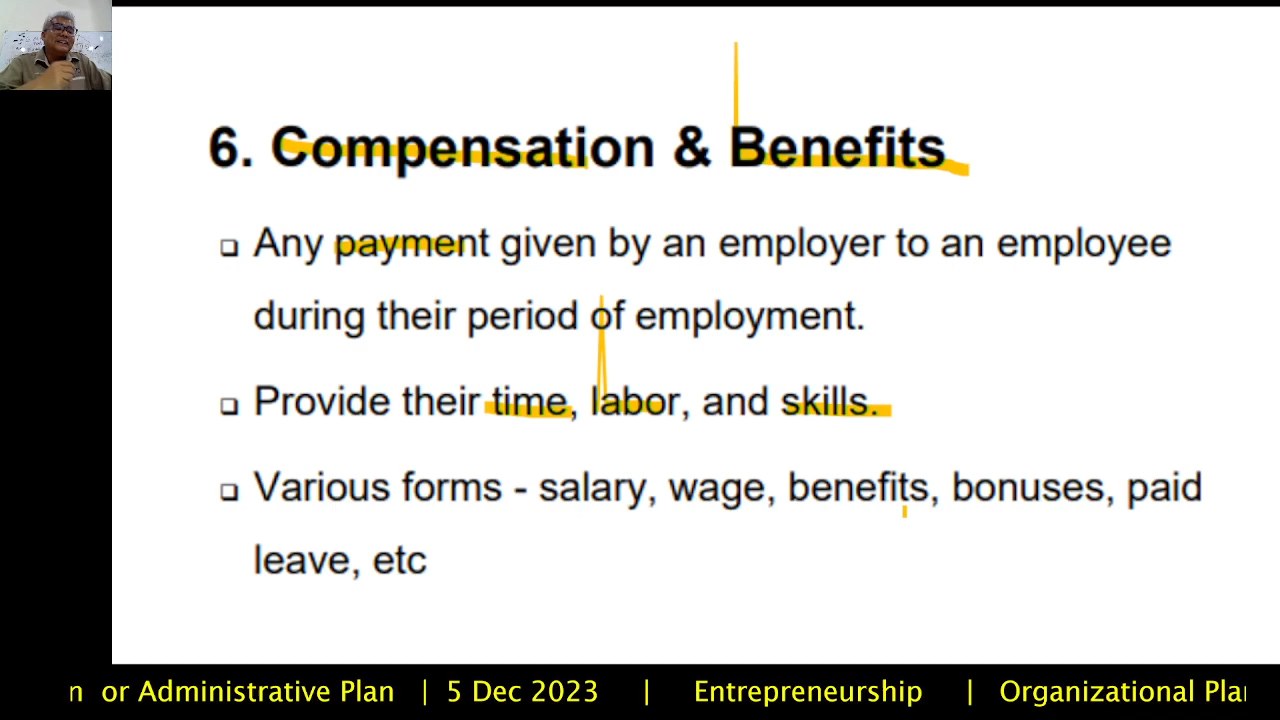 6. Compensation & Benefits
Any payment given by an employer to an employee
during their period of employment.
Provide their time, labor, and skills.
Various forms - salary, wage, benefits, bonuses, paid
leave, etc
n or Administrative Plan | 5 Dec 2023 | Entrepreneurship | Organizational Pla